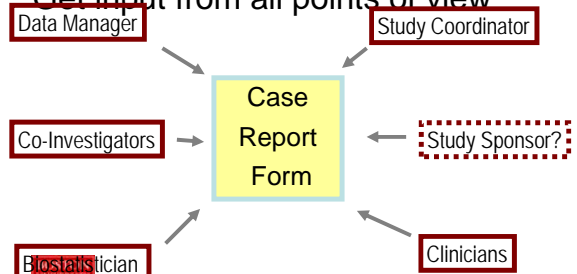 Get input from all points of view
Data Manager
Study Coordinator
Case
Report
Form
Co-Investigators
Study Sponsor?
Biostatistician
Clinicians